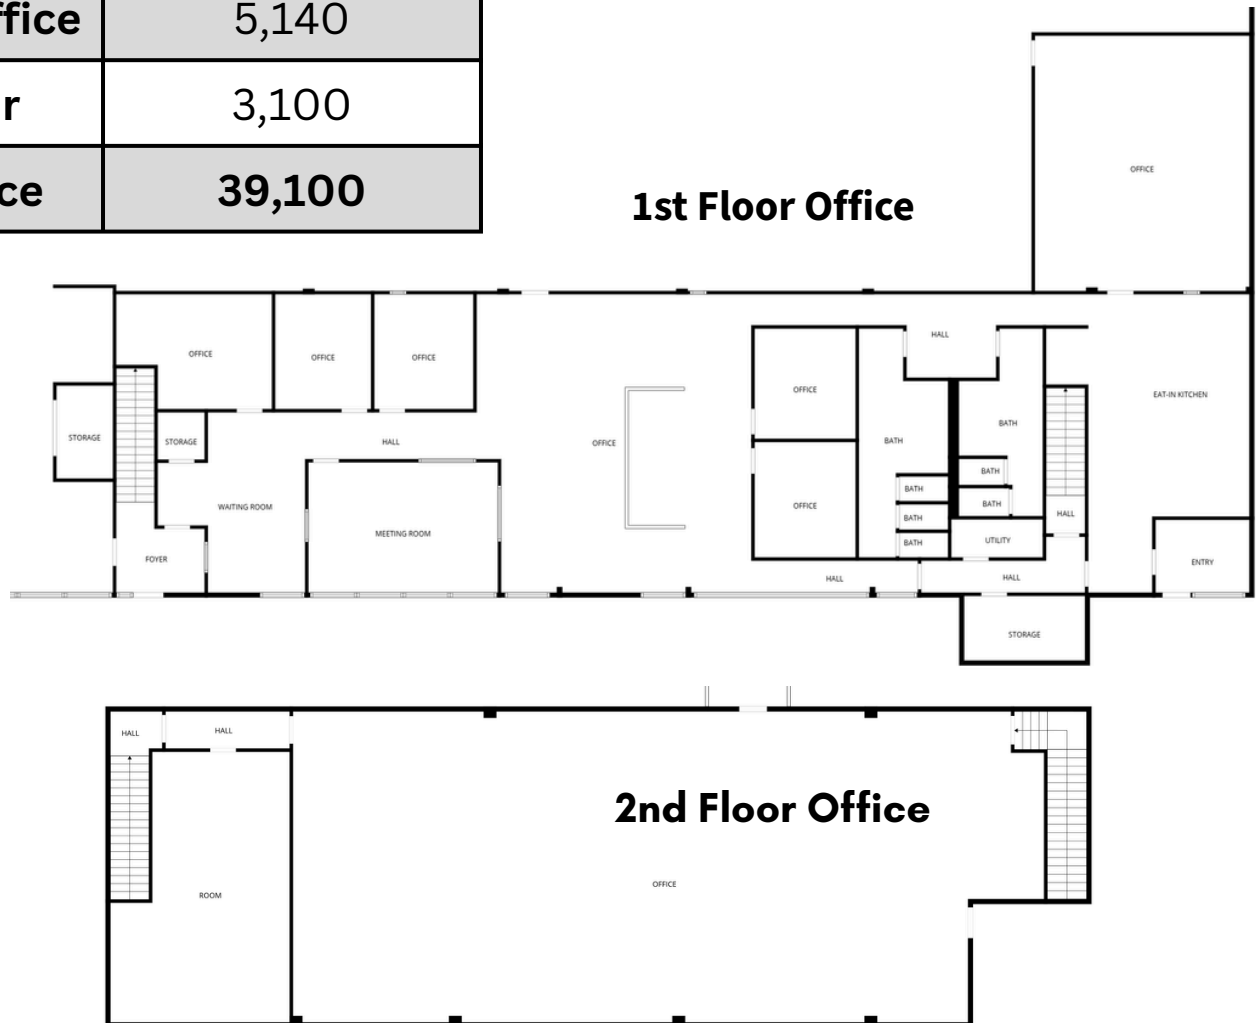 ffice 5,140
r 3,100
ce 39,100
1st Floor Office
OFFICE
OFFICE
OFFICE
OFFICE
STORAGE
STORAGE
HALL
WAITING ROOM
MEETING ROOM
FOYER
OFFICE
OFFICE
OFFICE
HALL
BATH
BATH
BATH
BATH
BATH
BATH
BATH
UTILITY
HALL
HALL
HALL
EAT-IN KITCHEN
ENTRY
STORAGE
HALL
HALL
2nd Floor Office
ROOM
OFFICE